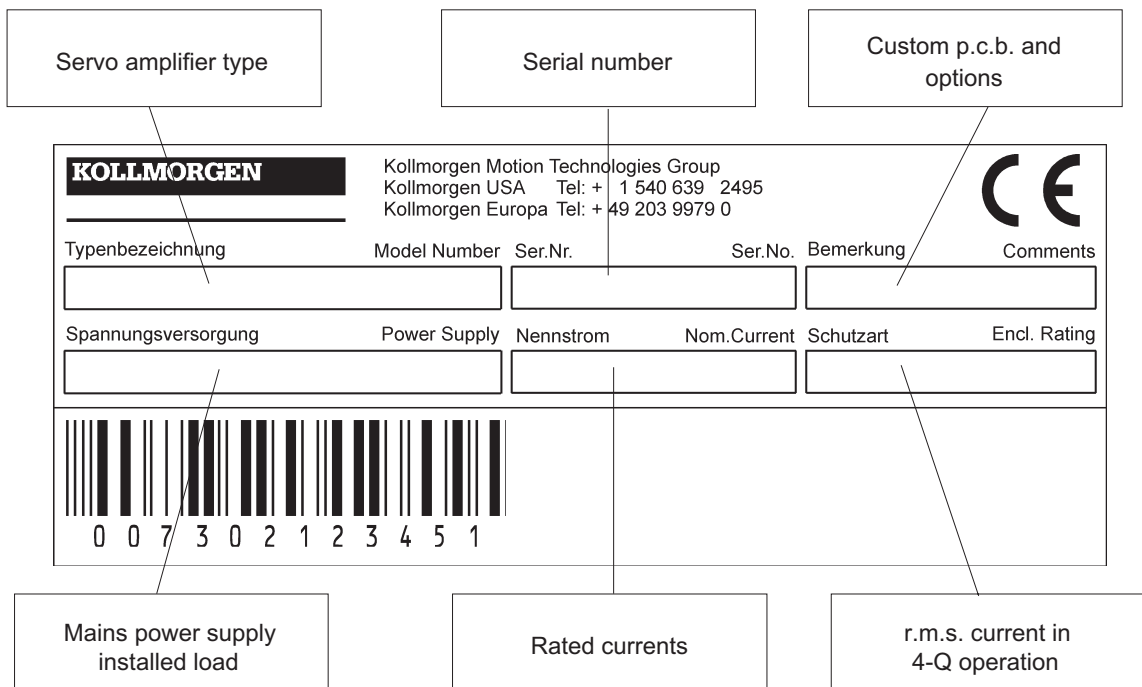 Servo amplifier type
Serial number
Custom p.c.b. and
options
KOLLMORGEN
Kollmorgen Motion Technologies Group
Kollmorgen USA Tel: + 1 540 639 2495
Kollmorgen Europa Tel: + 49 203 9979 0
CE
Typenbezeichnung Model Number
Ser.Nr. Ser.No.
Bemerkung Comments
Spannungsversorgung Power Supply
Nennstrom Nom.Current
Schutzart Encl. Rating
0 0 7 3 0 2 1 2 3 4 5 1
Mains power supply
installed load
Rated currents
r.m.s. current in
4-Q operation